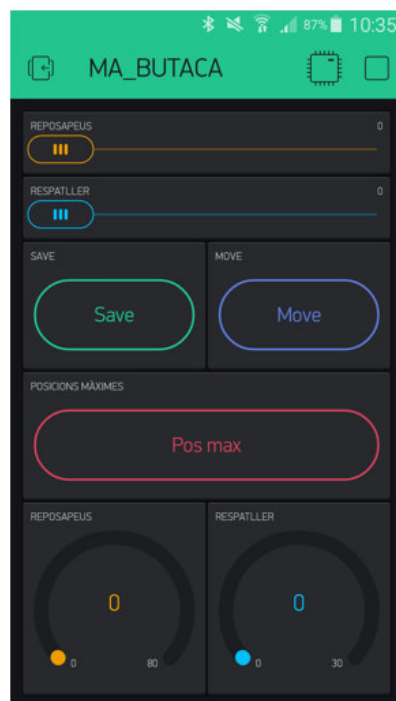 87% 10:35
MA_BUTACA
REPOSAPEUS 0
RESPATLLER 0
SAVE MOVE
Save Move
POSICIONS MÀXIMES
Pos max
REPOSAPEUS RESPATLLER
0 0
0 80 0 30